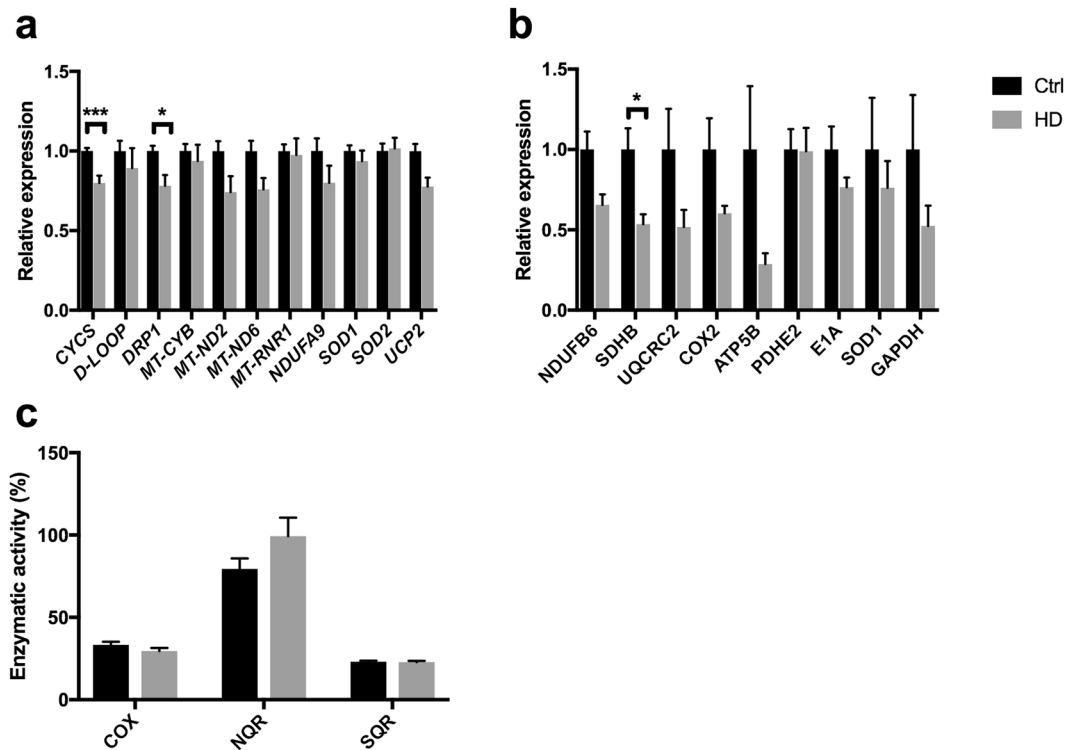 a
Relative expression
1.5
1.0
0.5
0.0
***
*
CYCS
D-LOOP
DRP1
MT-CYB
MT-ND2
MT-ND6
MT-RNR1
NDUFA9
SOD1
SOD2
UCP2
b
Relative expression
1.5
1.0
0.5
0.0
*
NDUFB6
SDHB
UQCRC2
COX2
ATP5B
PDHE2
E1A
SOD1
GAPDH
Ctrl
HD
c
Enzymatic activity (%)
150
100
50
0
COX
NQR
SQR